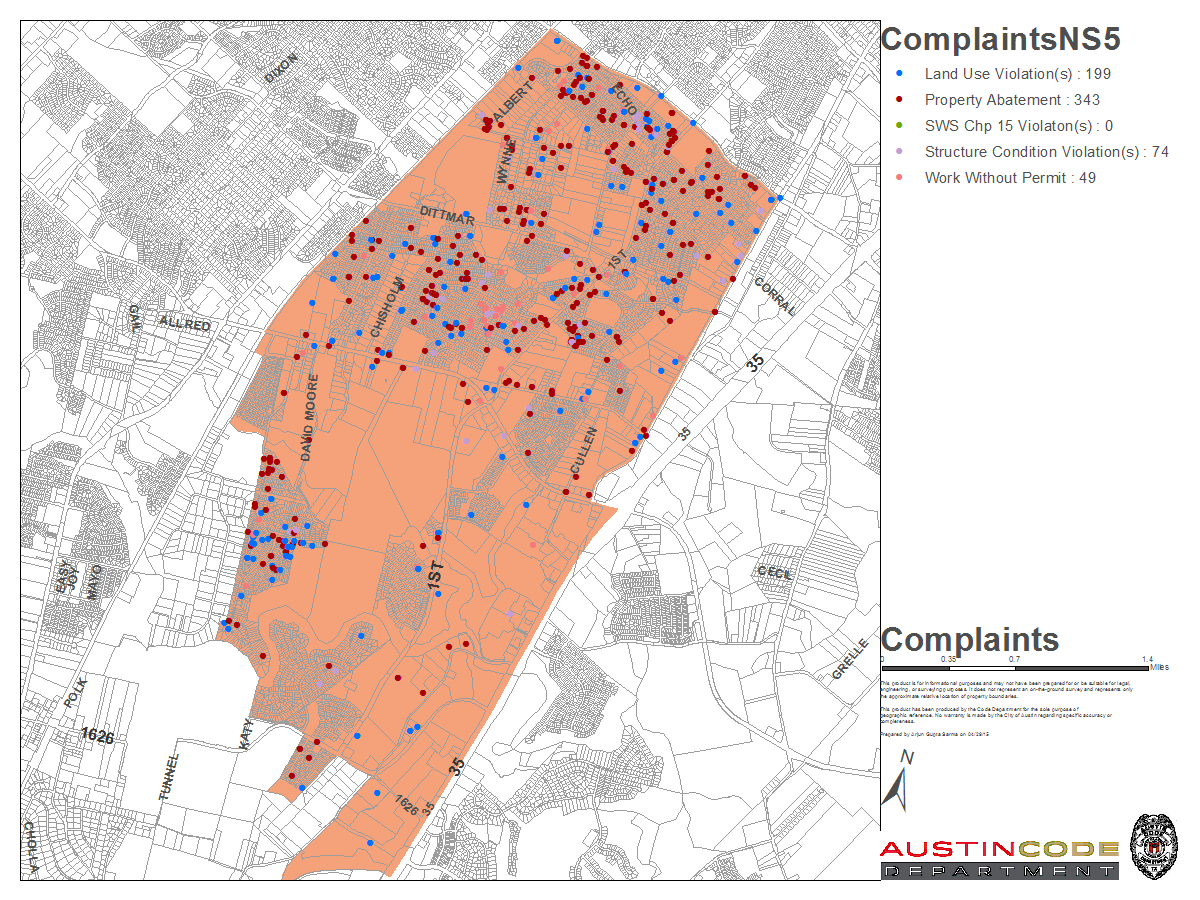 ComplaintsNS5
Land Use Violation(s) : 199
Property Abatement : 343
SWS Chp 15 Violaton(s) : 0
Structure Condition Violation(s) : 74
Work Without Permit : 49
DIXON
ALBERT
ECHO
WYNNE
DITTMAR
1ST
CORRAL
CHISHOLM
GAIL
ALLRED
35
DAVID MOORE
35
CULLEN
EASY
JOY
MAYO
1ST
CECIL
GRELLE
POLK
1626
KATY
TUNNEL
35
1626
35
CHOLLA
Complaints
0 0.35 0.7 1.4
Miles
This product is for informational purposes and may not have been prepared for or be suitable for legal,
engineering, or surveying purposes. It does not represent an on-the-ground survey and represents only
the approximate relative location of property boundaries.
This product has been produced by the Code Department for the sole purpose of
geographic reference. No warranty is made by the City of Austin regarding specific accuracy or
completeness.
Prepared by Arjun Gupta Sarma on 04/28/15
N
AUSTINCODE
DEPARTMENT